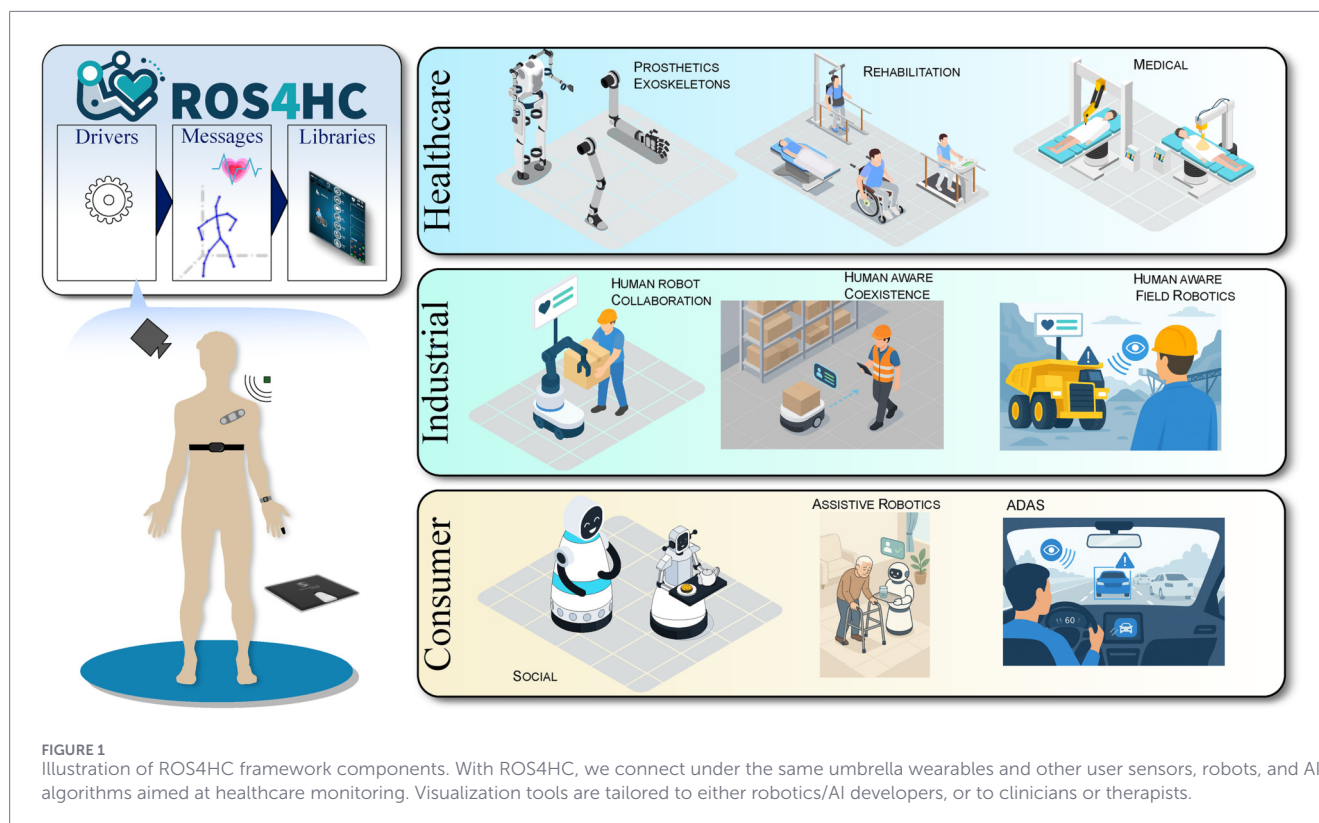 ROS4HC
Drivers
Messages
Libraries
Healthcare
PROSTHETICS
EXOSKELETONS
REHABILITATION
MEDICAL
Industrial
HUMAN ROBOT
COLLABORATION
HUMAN AWARE
COEXISTENCE
HUMAN AWARE
FIELD ROBOTICS
Consumer
SOCIAL
ASSISTIVE ROBOTICS
ADAS
60
FIGURE 1
Illustration of ROS4HC framework components. With ROS4HC, we connect under the same umbrella wearables and other user sensors, robots, and AI
algorithms aimed at healthcare monitoring. Visualization tools are tailored to either robotics/AI developers, or to clinicians or therapists.